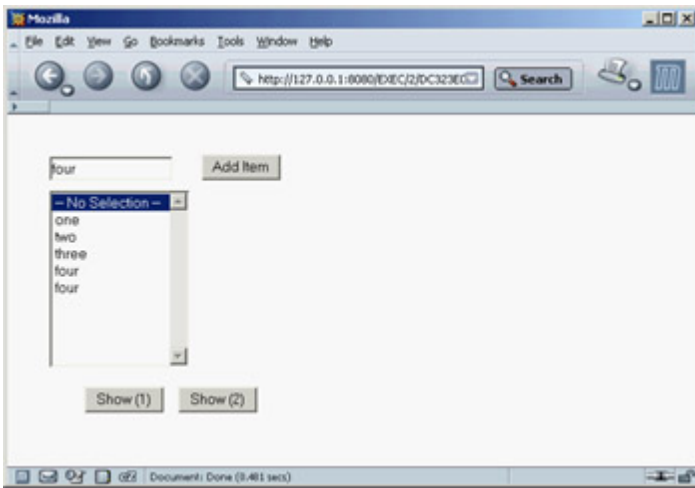 Mozilla
File Edit View Go Bookmarks Tools Window Help
http://127.0.0.1:8080/EXEC/2/DC323EC
Search
four
Add Item
-- No Selection --
one
two
three
four
four
Show (1)
Show (2)
Document: Done (0.481 secs)